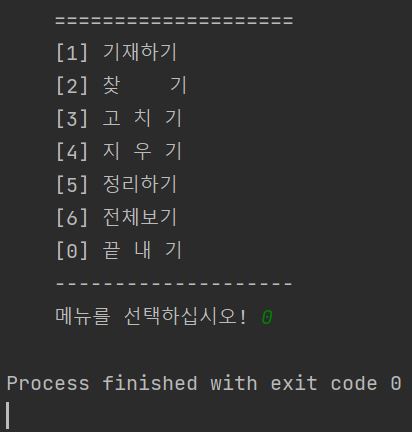 =====================
[1] 기재하기
[2] 찾    기
[3] 고 치 기
[4] 지 우 기
[5] 정리하기
[6] 전체보기
[0] 끝 내 기
---------------------
메뉴를 선택하십시오! 0
Process finished with exit code 0